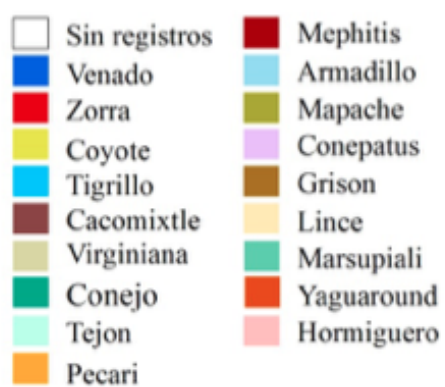 Sin registros
Venado
Zorra
Coyote
Tigrillo
Cacomixtle
Virginiana
Conejo
Tejon
Pecari
Mephitis
Armadillo
Mapache
Conepatus
Grison
Lince
Marsupiali
Yaguaround
Hormiguero